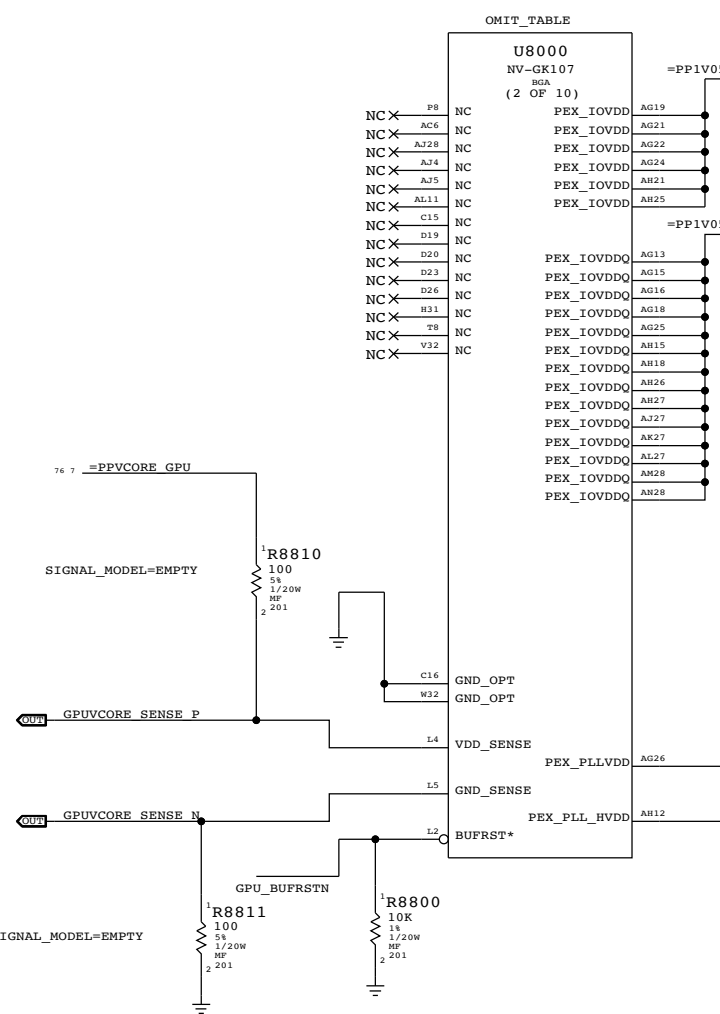 OMIT_TABLE
U8000
NV-GK107
BGA
(2 OF 10)
=PP1V05
NC P8 NC PEX_IOVDD AG19
NC AC6 NC PEX_IOVDD AG21
NC AJ28 NC PEX_IOVDD AG22
NC AJ4 NC PEX_IOVDD AG24
NC AJ5 NC PEX_IOVDD AH21
NC AL11 NC PEX_IOVDD AH25
NC C15 NC =PP1V05
NC D19 NC
NC D20 NC PEX_IOVDDQ AG13
NC D23 NC PEX_IOVDDQ AG15
NC D26 NC PEX_IOVDDQ AG16
NC H31 NC PEX_IOVDDQ AG18
NC T8 NC PEX_IOVDDQ AG25
NC V32 NC PEX_IOVDDQ AH15
PEX_IOVDDQ AH18
PEX_IOVDDQ AH26
PEX_IOVDDQ AH27
PEX_IOVDDQ AJ27
PEX_IOVDDQ AK27
PEX_IOVDDQ AL27
76 7 =PPVCORE_GPU
PEX_IOVDDQ AM28
PEX_IOVDDQ AN28
1 R8810
SIGNAL_MODEL=EMPTY 100
5%
1/20W
MF
2 201
C16 GND_OPT
W32 GND_OPT
OUT GPUVCORE_SENSE_P
L4 VDD_SENSE
PEX_PLLVDD AG26
L5 GND_SENSE
OUT GPUVCORE_SENSE_N
PEX_PLL_HVDD AH12
L2 BUFRST*
GPU_BUFRSTN
1 R8811
100
5%
1/20W
MF
2 201
IGNAL_MODEL=EMPTY
1 R8800
10K
1%
1/20W
MF
2 201